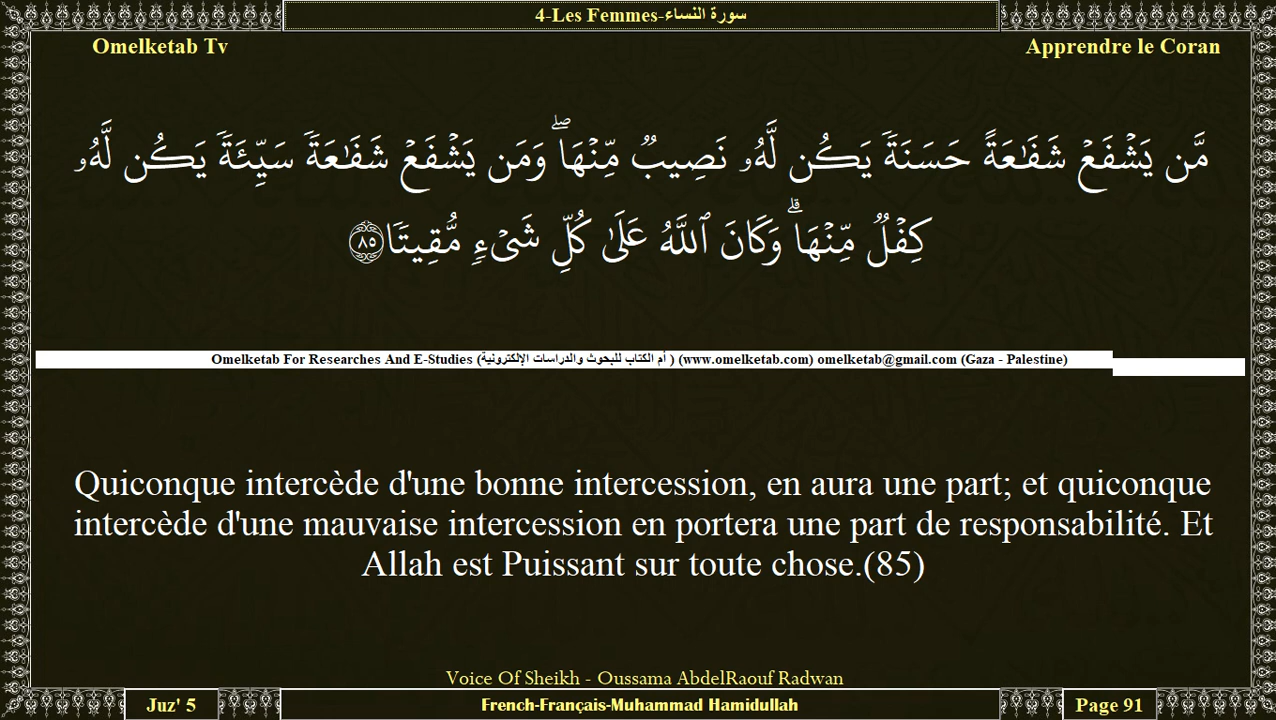 4-Les Femmes-سورة النساء
Omelketab Tv
Apprendre le Coran
مَّن يَشْفَعْ شَفَٰعَةً حَسَنَةٗ يَكُن لَّهُۥ نَصِيبٞ مِّنْهَاۖ وَمَن يَشْفَعْ شَفَٰعَةٗ سَيِّئَةٗ يَكُن لَّهُۥ
كِفْلٞ مِّنْهَاۗ وَكَانَ ٱللَّهُ عَلَىٰ كُلِّ شَيْءٖ مُّقِيتٗا ٨٥
Omelketab For Researches And E-Studies (أم الكتاب للبحوث والدراسات الإلكترونية ) (www.omelketab.com) omelketab@gmail.com (Gaza - Palestine)
Quiconque intercède d'une bonne intercession, en aura une part; et quiconque
intercède d'une mauvaise intercession en portera une part de responsabilité. Et
Allah est Puissant sur toute chose.(85)
Voice Of Sheikh - Oussama AbdelRaouf Radwan
Juz' 5
French-Français-Muhammad Hamidullah
Page 91